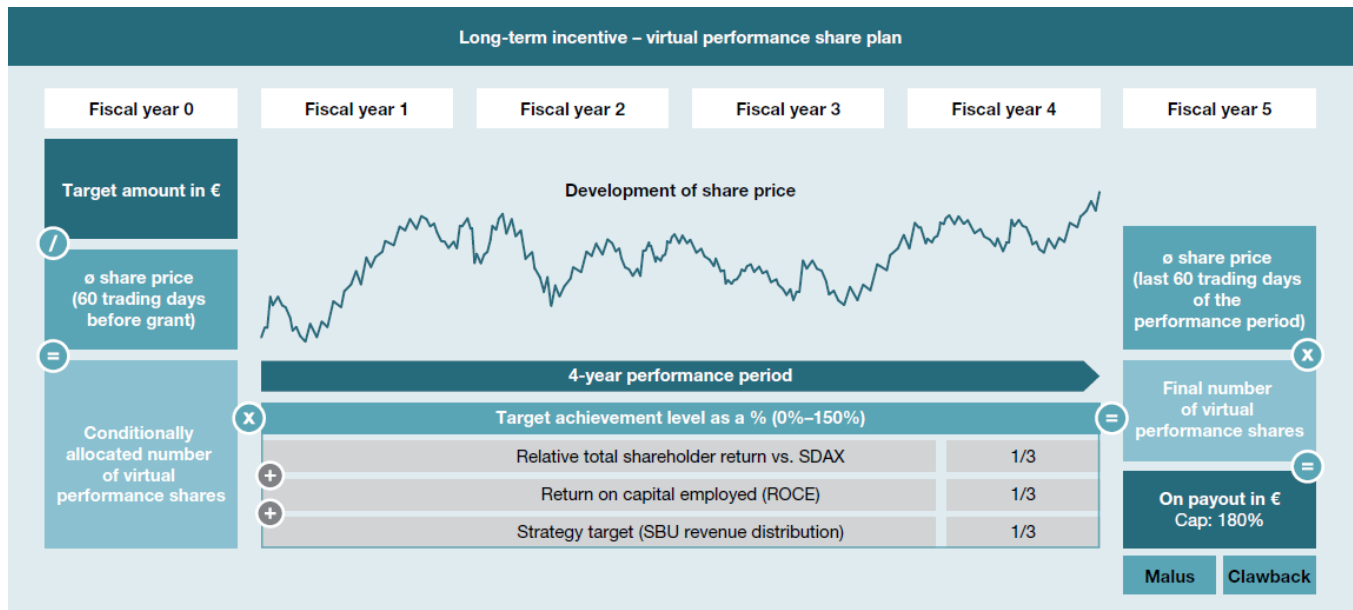 Long-term incentive – virtual performance share plan
Fiscal year 0
Fiscal year 1
Fiscal year 2
Fiscal year 3
Fiscal year 4
Fiscal year 5
Target amount in €
/
ø share price
(60 trading days
before grant)
=
Conditionally
allocated number
of virtual
performance shares
x
Development of share price
4-year performance period
Target achievement level as a % (0%–150%)
Relative total shareholder return vs. SDAX
1/3
+
Return on capital employed (ROCE)
1/3
+
Strategy target (SBU revenue distribution)
1/3
=
ø share price
(last 60 trading days
of the
performance period)
x
Final number
of virtual
performance shares
=
On payout in €
Cap: 180%
Malus
Clawback